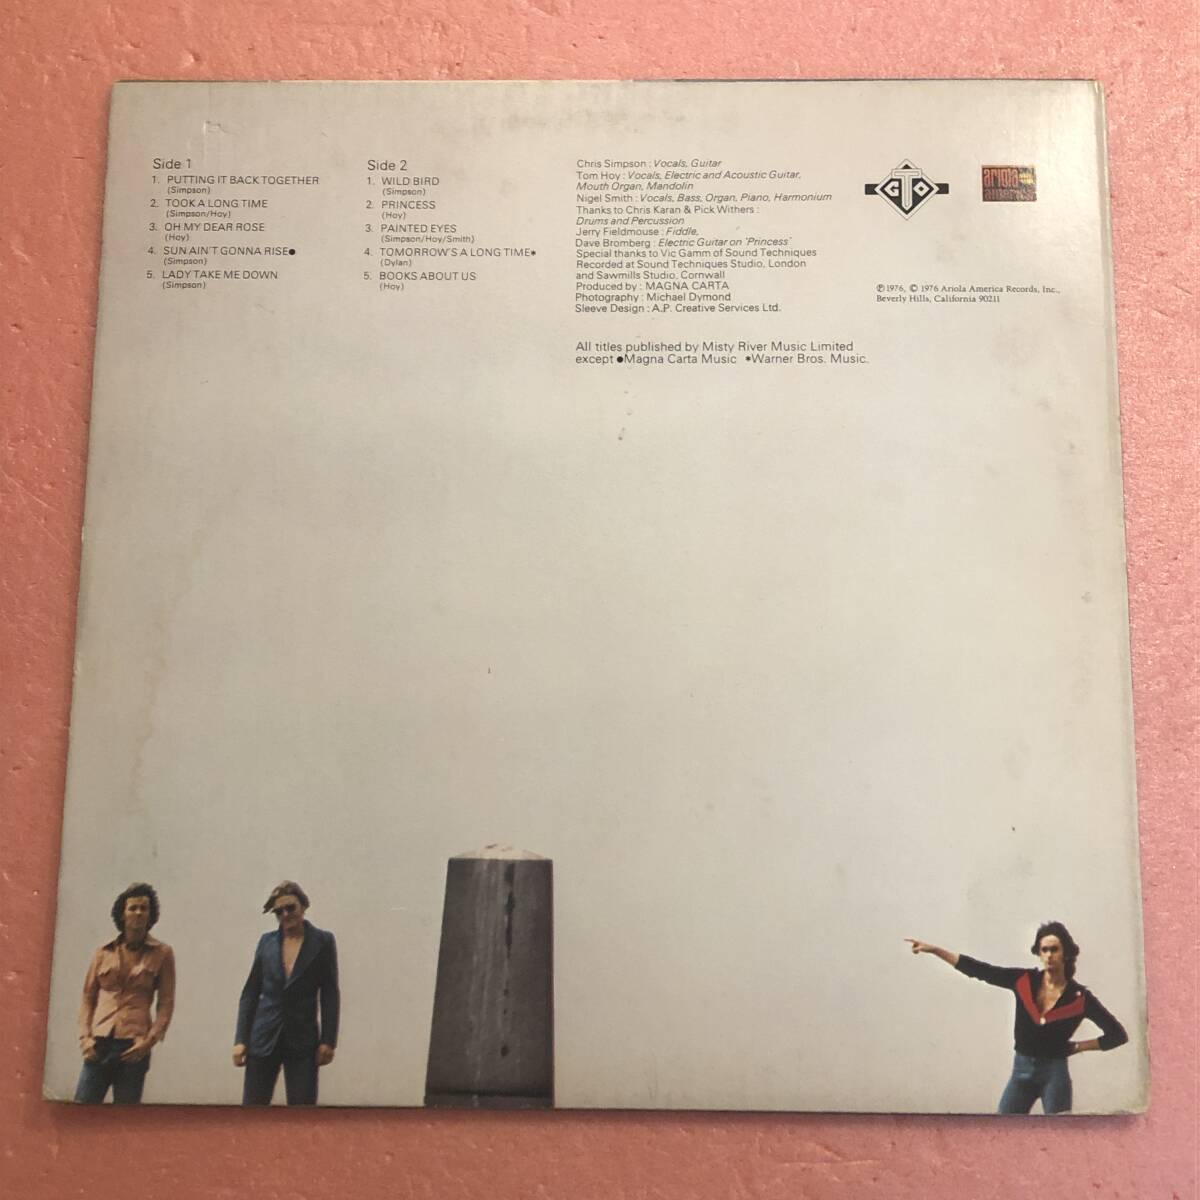 Side 1
1. PUTTING IT BACK TOGETHER
(Simpson)
2. TOOK A LONG TIME
(Simpson/Hoy)
3. OH MY DEAR ROSE
(Hoy)
4. SUN AIN'T GONNA RISE●
(Simpson)
5. LADY TAKE ME DOWN
(Simpson)
Side 2
1. WILD BIRD
(Simpson)
2. PRINCESS
(Hoy)
3. PAINTED EYES
(Simpson/Hoy/Smith)
4. TOMORROW'S A LONG TIME*
(Dylan)
5. BOOKS ABOUT US
(Hoy)
Chris Simpson : Vocals, Guitar
Tom Hoy : Vocals, Electric and Acoustic Guitar,
Mouth Organ, Mandolin
Nigel Smith : Vocals, Bass, Organ, Piano, Harmonium
Thanks to Chris Karan & Pick Withers :
Drums and Percussion
Jerry Fieldmouse : Fiddle,
Dave Bromberg : Electric Guitar on 'Princess'
Special thanks to Vic Gamm of Sound Techniques
Recorded at Sound Techniques Studio, London
and Sawmills Studio, Cornwall
Produced by : MAGNA CARTA
Photography : Michael Dymond
Sleeve Design : A.P. Creative Services Ltd.
All titles published by Misty River Music Limited
except ●Magna Carta Music *Warner Bros. Music.
GTO
ariola
america
℗ 1976, © 1976 Ariola America Records, Inc.,
Beverly Hills, California 90211